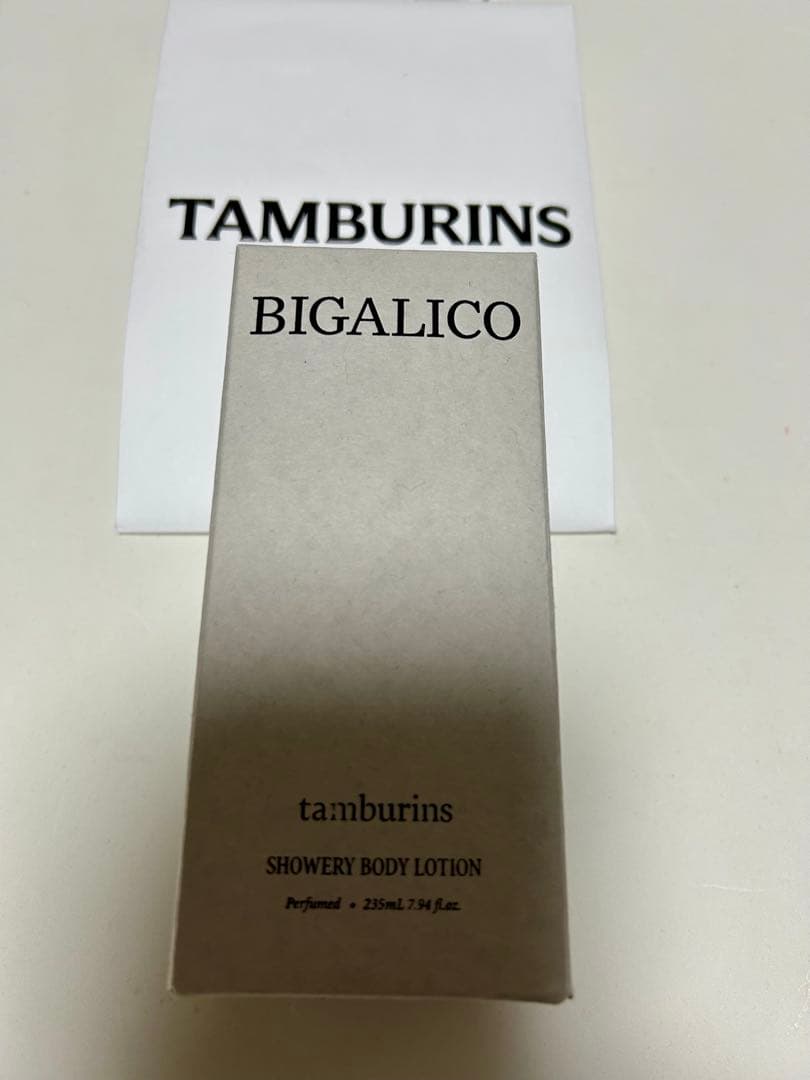 TAMBURINS
BIGALICO
tamburins
SHOWERY BODY LOTION
Perfumed • 235mL 7.94 fl.oz.